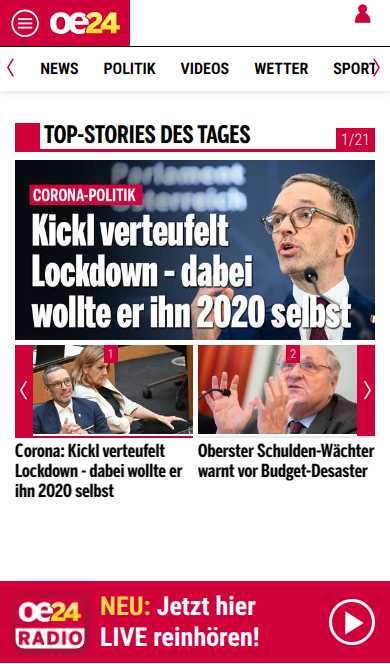 oe24
NEWS POLITIK VIDEOS WETTER SPORT
TOP-STORIES DES TAGES
1/21
Parlament
Österreich
CORONA-POLITIK
Kickl verteufelt
Lockdown - dabei
wollte er ihn 2020 selbst
1
2
Corona: Kickl verteufelt
Lockdown - dabei wollte er
ihn 2020 selbst
Oberster Schulden-Wächter
warnt vor Budget-Desaster
oe24
RADIO
NEU: Jetzt hier
LIVE reinhören!